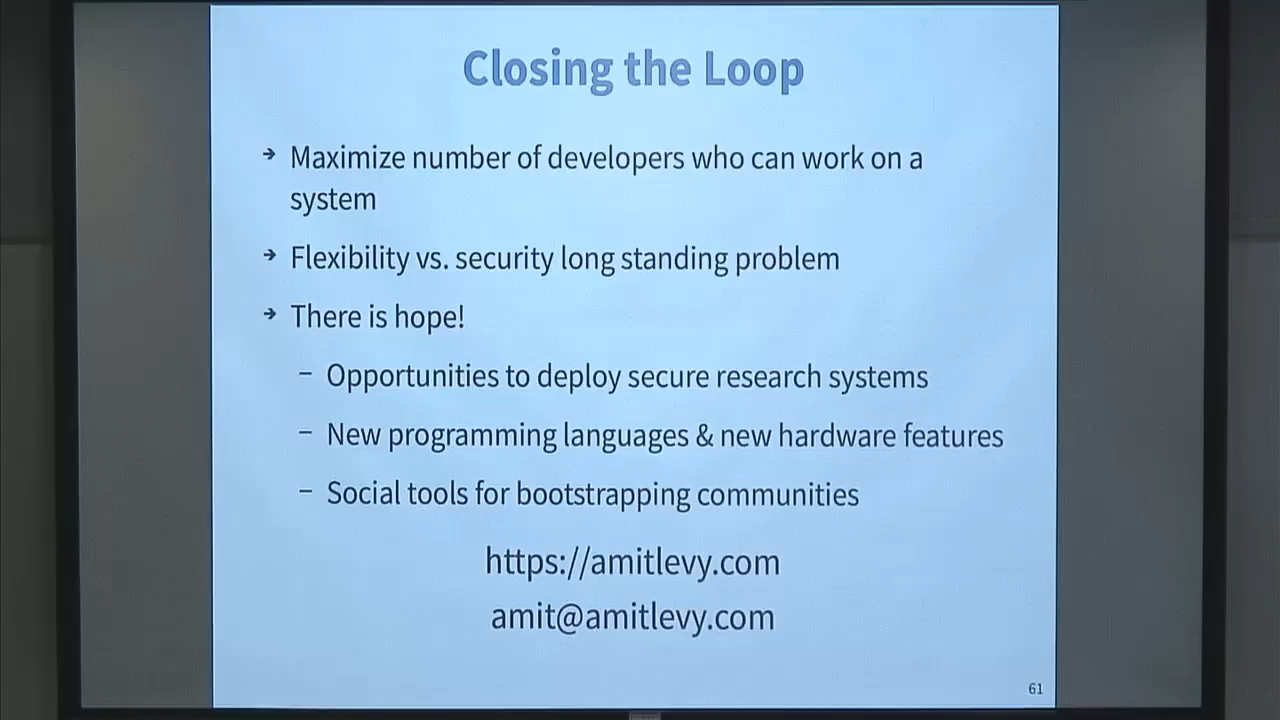 Closing the Loop
→ Maximize number of developers who can work on a
system
→ Flexibility vs. security long standing problem
→ There is hope!
– Opportunities to deploy secure research systems
– New programming languages & new hardware features
– Social tools for bootstrapping communities
https://amitlevy.com
amit@amitlevy.com
61